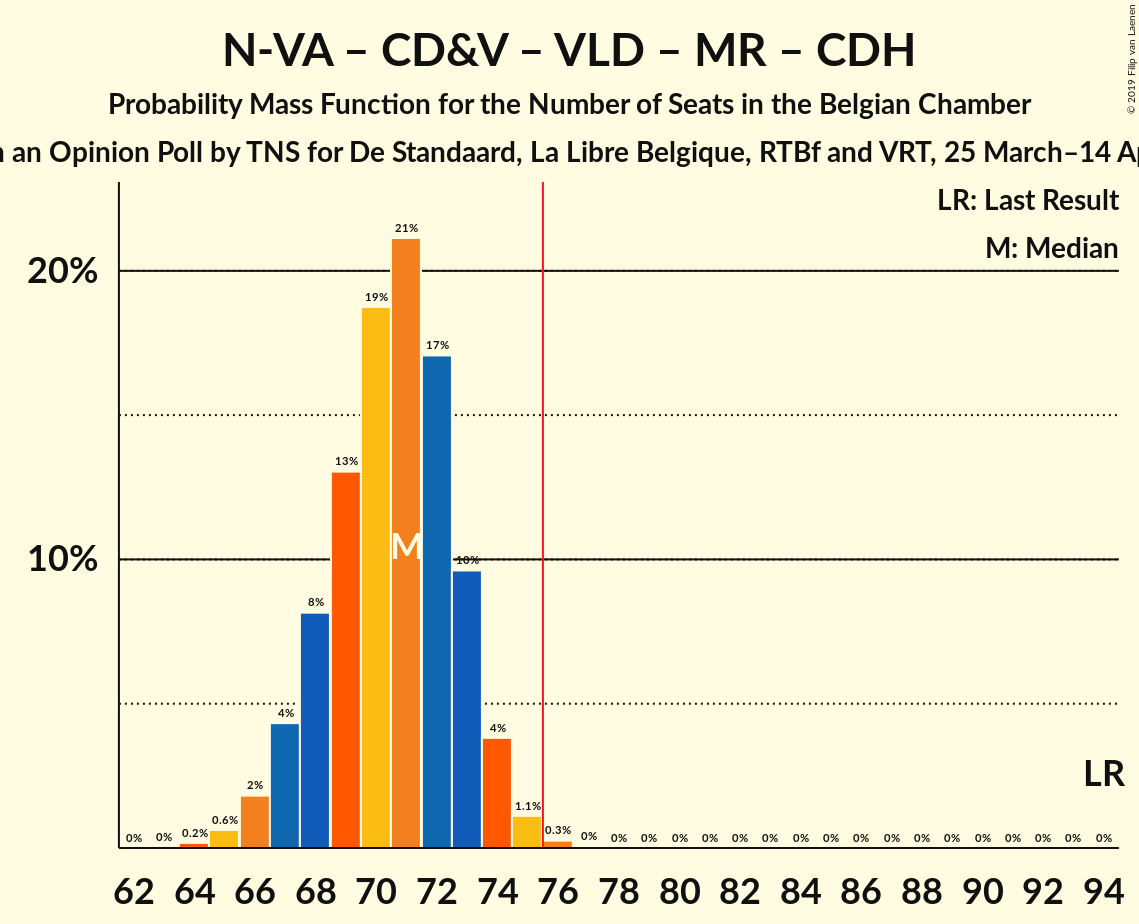 N-VA – CD&V – VLD – MR – CDH
Probability Mass Function for the Number of Seats in the Belgian Chamber
an Opinion Poll by TNS for De Standaard, La Libre Belgique, RTBf and VRT, 25 March–14
© 2019 Filip van Laenen
LR: Last Result
M: Median
20%
10%
0% 0% 0.2% 0.6% 2% 4% 8% 13% 19% 21% 17% 10% 4% 1.1% 0.3% 0% 0% 0% 0% 0% 0% 0% 0% 0% 0% 0% 0% 0% 0% 0% 0% 0% 0%
M
LR
62 64 66 68 70 72 74 76 78 80 82 84 86 88 90 92 94